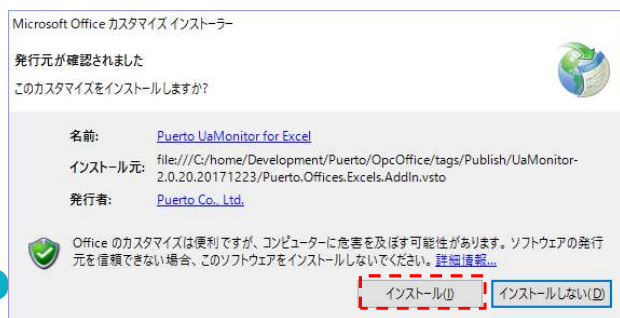 Microsoft Office カスタマイズ インストーラー
発行元が確認されました
このカスタマイズをインストールしますか?
名前: Puerto UaMonitor for Excel
インストール元: file:///C:/home/Development/Puerto/OpcOffice/tags/Publish/UaMonitor-
2.0.20.20171223/Puerto.Offices.Excels.AddIn.vsto
発行者: Puerto Co., Ltd.
Office のカスタマイズは便利ですが、コンピューターに危害を及ぼす可能性があります。ソフトウェアの発行
元を信頼できない場合、このソフトウェアをインストールしないでください。詳細情報...
インストール(I) インストールしない(D)